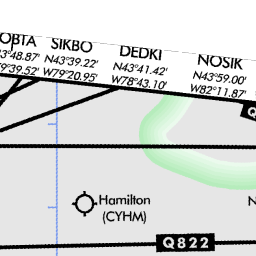 SIKBO
N43°39.22'
W79°20.95'
DEDKI
N43°41.42'
W78°43.10'
NOSIK
N43°59.00'
W82°11.87'
Hamilton
(CYHM)
Q822